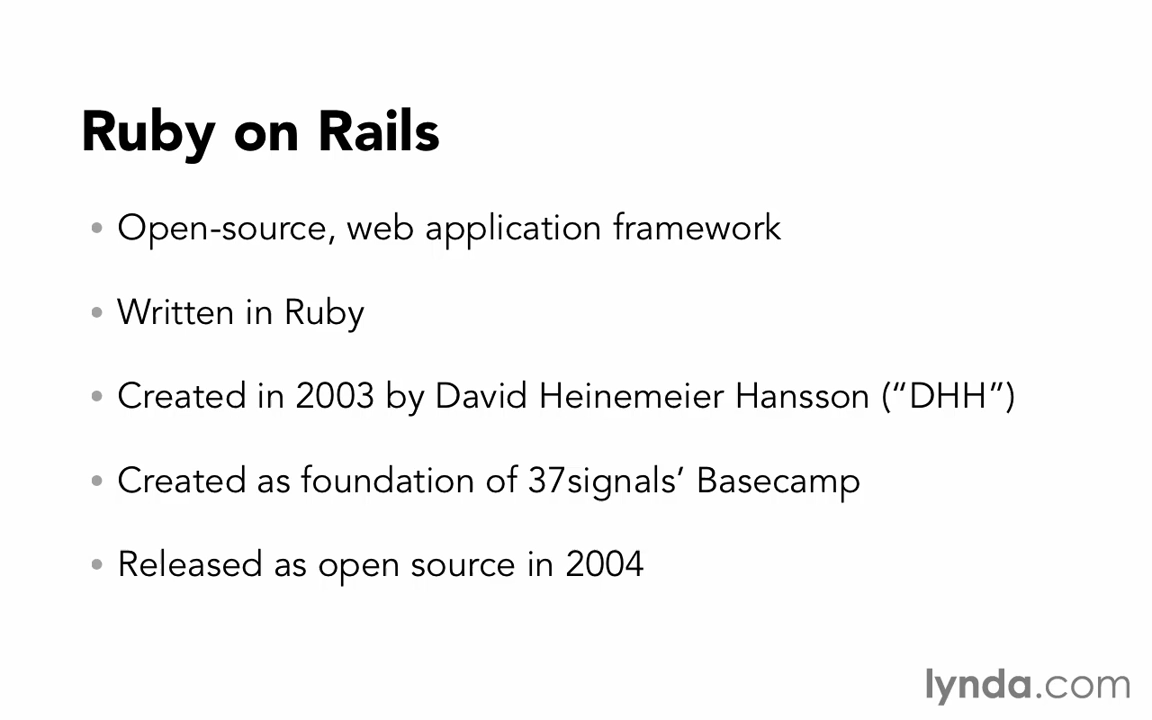 Ruby on Rails
• Open-source, web application framework
• Written in Ruby
• Created in 2003 by David Heinemeier Hansson (“DHH”)
• Created as foundation of 37signals’ Basecamp
• Released as open source in 2004
lynda.com